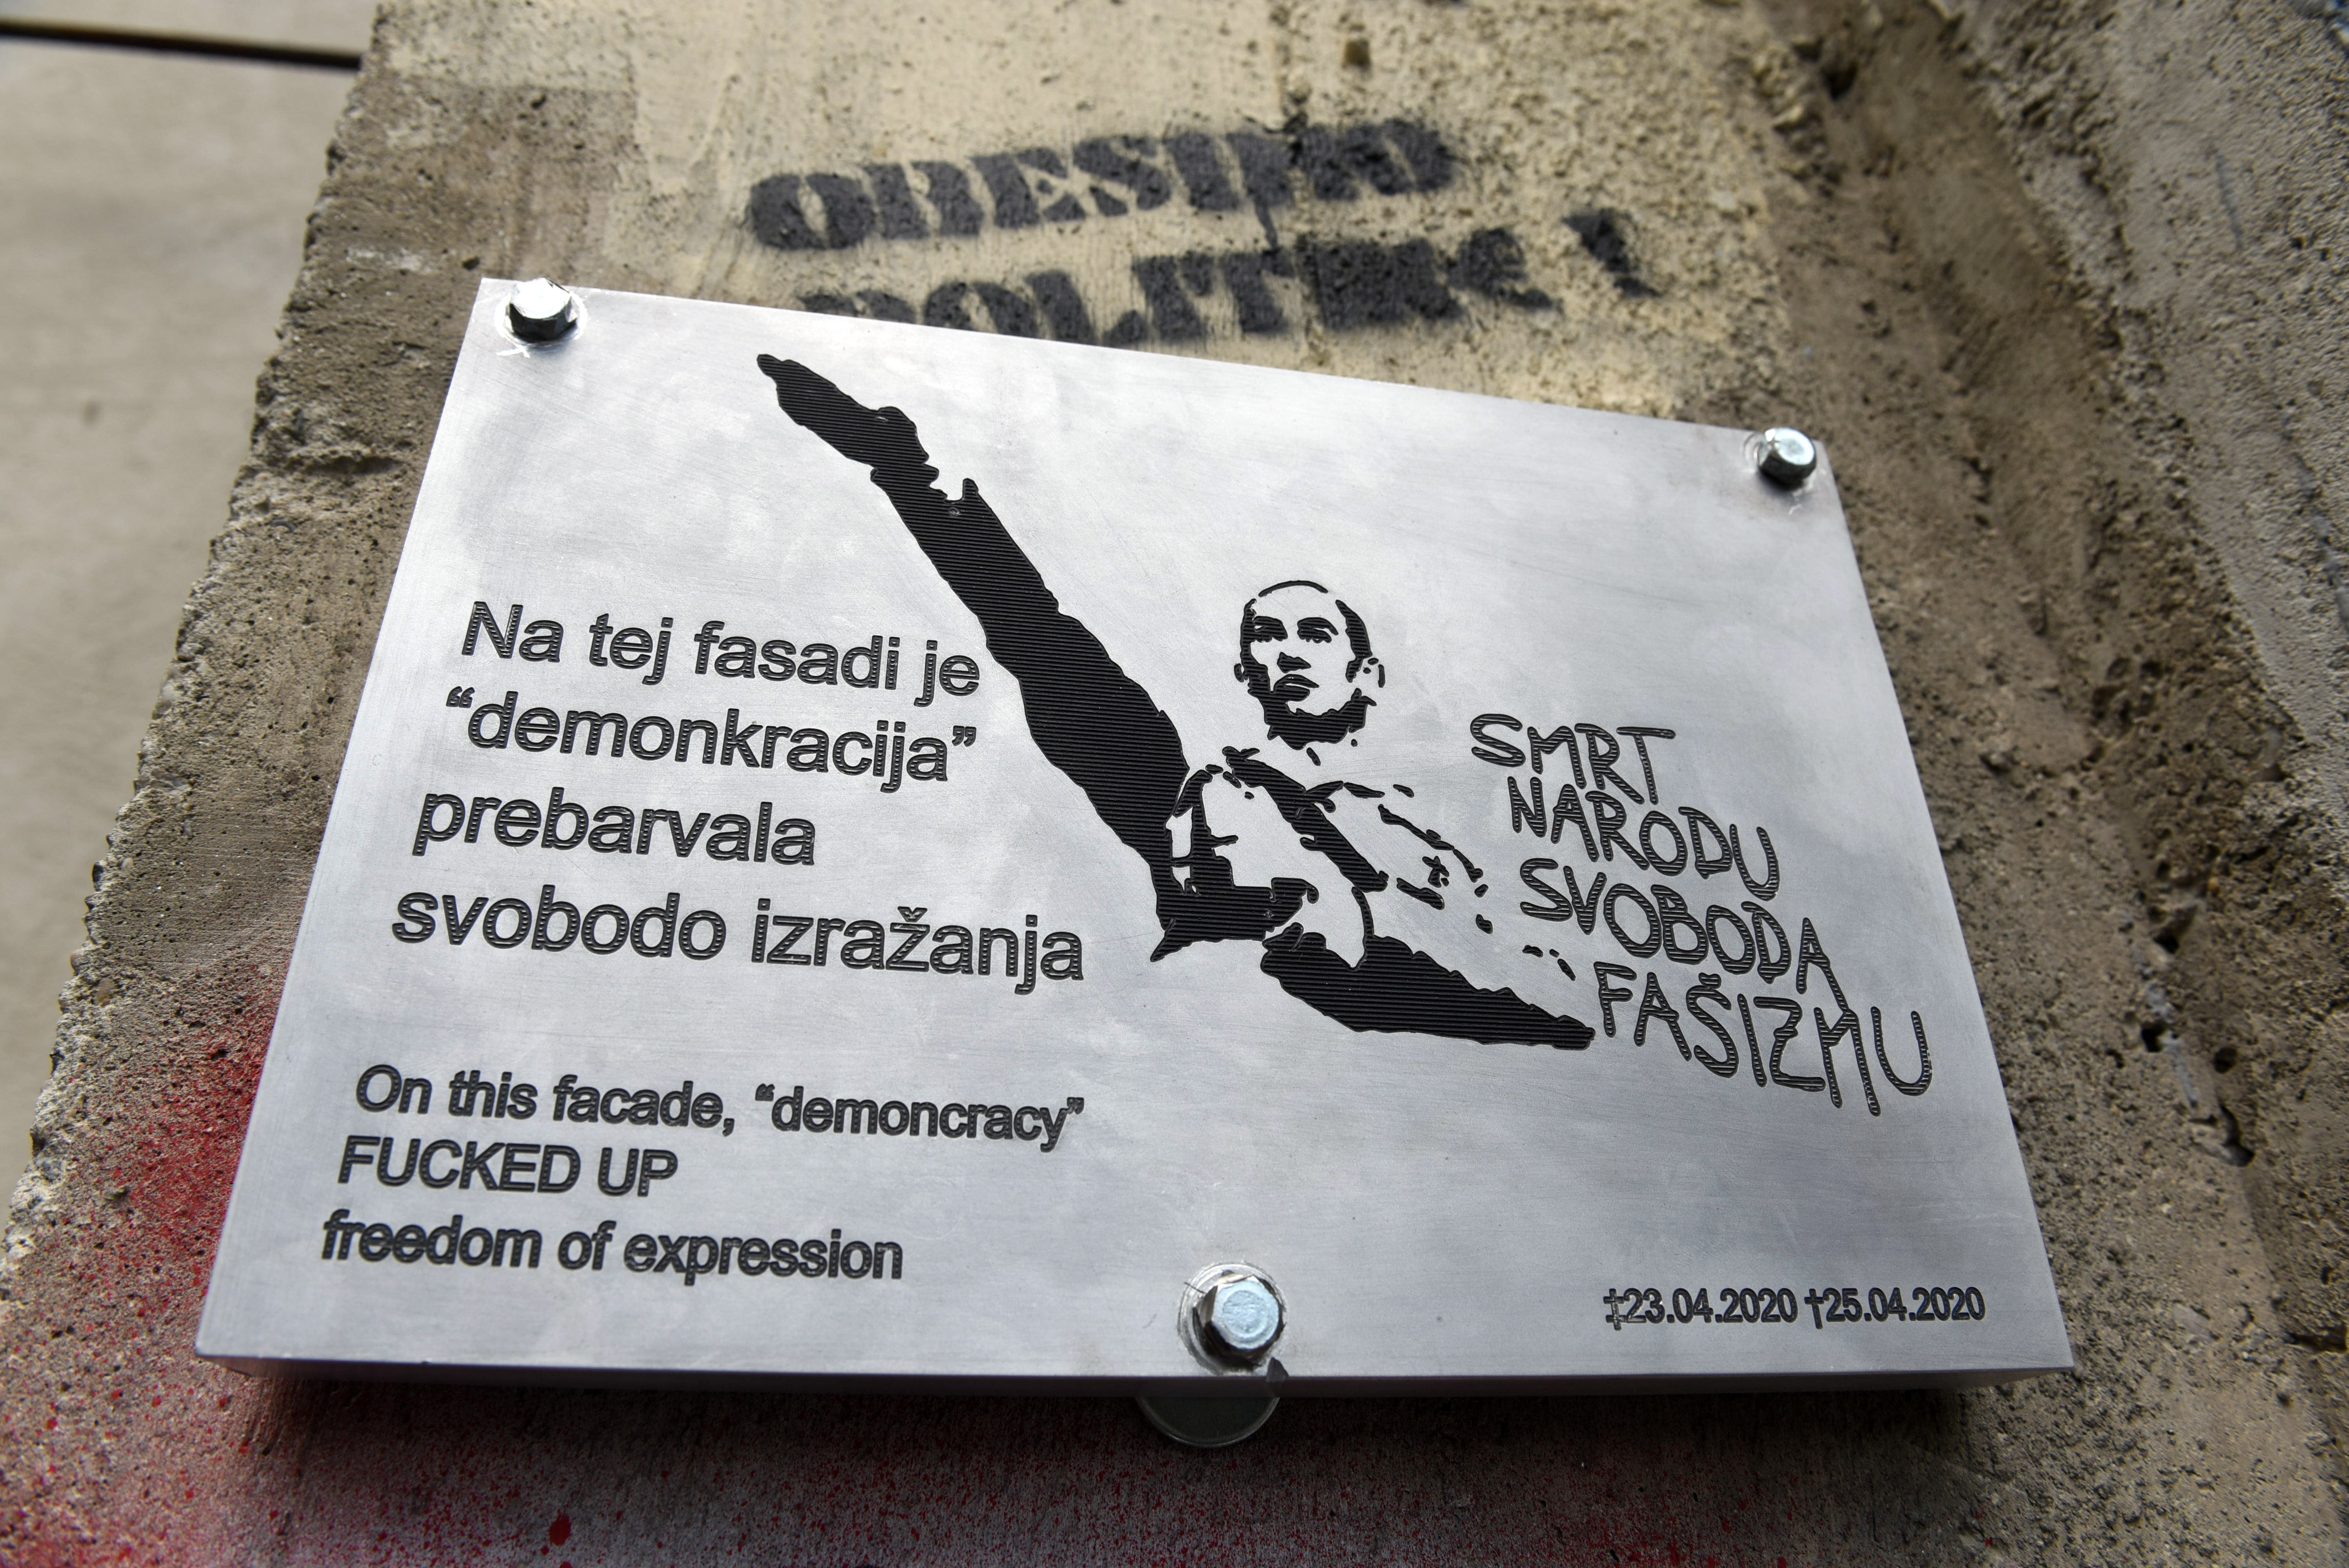 OBESIMO
POLITIKe !
Na tej fasadi je
“demonkracija”
prebarvala
svobodo izražanja
SMRT
NARODU
SVOBODA
FAŠIZMU
On this facade, “demoncracy”
FUCKED UP
freedom of expression
‡23.04.2020 †25.04.2020